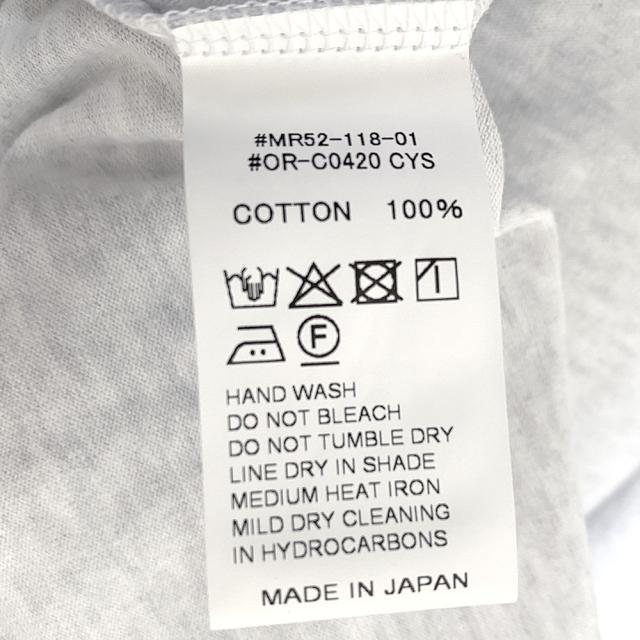 #MR52-118-01
#OR-C0420 CYS
COTTON 100%
F
HAND WASH
DO NOT BLEACH
DO NOT TUMBLE DRY
LINE DRY IN SHADE
MEDIUM HEAT IRON
MILD DRY CLEANING
IN HYDROCARBONS
MADE IN JAPAN